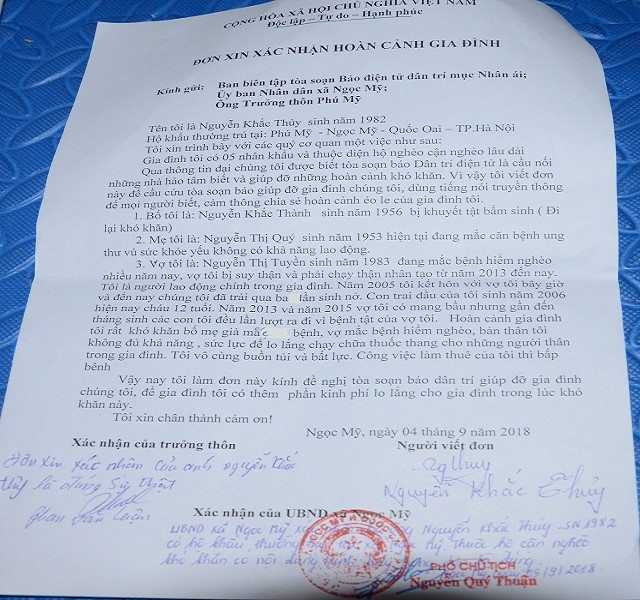 CỘNG HÒA XÃ HỘI CHỦ NGHĨA VIỆT NAM
Độc lập – Tự do – Hạnh phúc
ĐƠN XIN XÁC NHẬN HOÀN CẢNH GIA ĐÌNH
Kính gửi: Ban biên tập tòa soạn Báo điện tử dân trí mục Nhân ái;
Ủy ban Nhân dân xã Ngọc Mỹ;
Ông Trưởng thôn Phú Mỹ
Tên tôi là Nguyễn Khắc Thủy sinh năm 1982
Hộ khẩu thường trú tại: Phú Mỹ - Ngọc Mỹ - Quốc Oai – TP.Hà Nội
Tôi xin trình bày với các quý cơ quan một việc như sau:
Gia đình tôi có 05 nhân khẩu và thuộc diện hộ nghèo cận nghèo lâu dài
Qua thông tin đại chúng tôi được biết tòa soạn báo Dân trí điện tử là cầu nối
những nhà hảo tâm biết và giúp đỡ những hoàn cảnh khó khăn. Vì vậy tôi viết đơn
này để cầu cứu tòa soạn báo giúp đỡ gia đình chúng tôi, dùng tiếng nói truyền thông
để mọi người biết, cảm thông chia sẻ hoàn cảnh éo le của gia đình tôi.
1. Bố tôi là: Nguyễn Khắc Thành sinh năm 1956 bị khuyết tật bẩm sinh ( Đi
lại khó khăn)
2. Mẹ tôi là: Nguyễn Thị Quý sinh năm 1953 hiện tại đang mắc căn bệnh ung
thư vú sức khỏe yếu không có khả năng lao động.
3. Vợ tôi là: Nguyễn Thị Tuyến sinh năm 1983 đang mắc bệnh hiểm nghèo
nhiều năm nay, vợ tôi bị suy thận và phải chạy thận nhân tạo từ năm 2013 đến nay.
Tôi là người lao động chính trong gia đình. Năm 2005 tôi kết hôn với vợ tôi bây giờ
và đến nay chúng tôi đã trải qua ba lần sinh nở. Con trai đầu của tôi sinh năm 2006
hiện nay cháu 12 tuổi. Năm 2013 và năm 2015 vợ tôi có mang bầu nhưng gần đến
tháng sinh các con tôi đều lần lượt ra đi vì bệnh tật của vợ tôi. Hoàn cảnh gia đình
tôi rất khó khăn bố mẹ già mắc bệnh, vợ mắc bệnh hiểm nghèo, bản thân tôi
không đủ khả năng , sức lực để lo lắng chạy chữa thuốc thang cho những người thân
trong gia đình. Tôi vô cùng buồn tủi và bất lực. Công việc làm thuê của tôi thì bấp
bênh
Vậy nay tôi làm đơn này kính đề nghị tòa soạn báo dân trí giúp đỡ gia đình
chúng tôi, để gia đình tôi có thêm phần kinh phí lo lắng cho gia đình trong lúc khó
khăn này.
Tôi xin chân thành cảm ơn!
Ngọc Mỹ, ngày 04 tháng 9 năm 2018
Xác nhận của trưởng thôn Người viết đơn
Đơn xin xác nhận của anh nguyễn khắc
thủy là đúng sự thật
Thủy
Nguyễn Khắc Thủy
Xác nhận của UBND xã Ngọc Mỹ
UBND xã Ngọc Mỹ Nguyễn Khắc Thủy - SN 1982
có hộ khẩu thường Mỹ thuộc hộ cận nghèo
khó khăn có nội dung
PHÓ CHỦ TỊCH
Nguyễn Quý Thuận